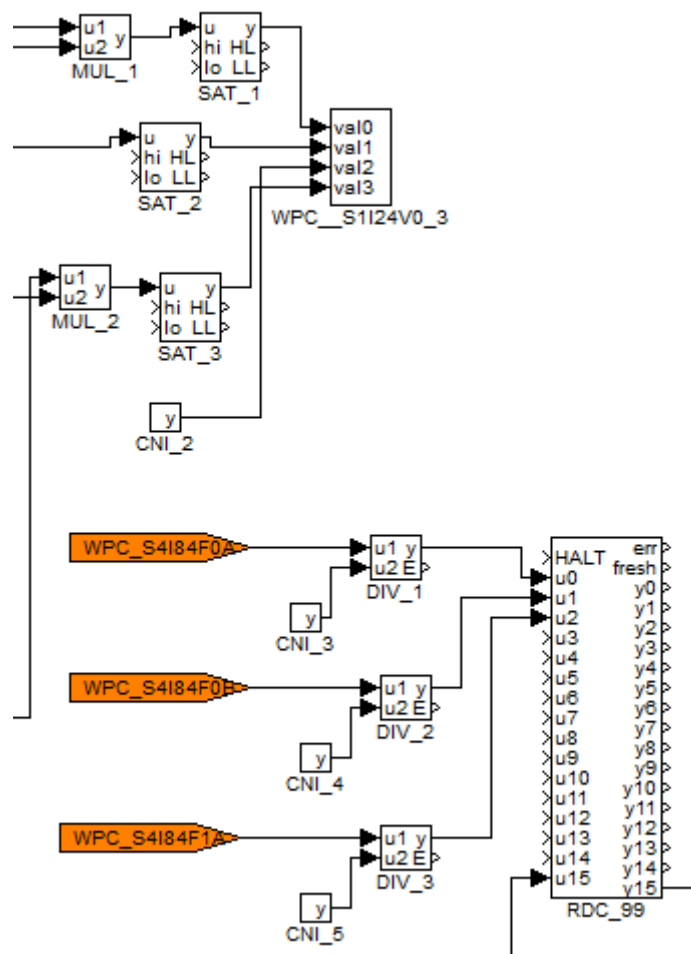 u1 y
u2
MUL_1
u y
hi HL
lo LL
SAT_1
val0
val1
val2
val3
WPC__S1I24V0_3
u y
hi HL
lo LL
SAT_2
u1 y
u2
MUL_2
u y
hi HL
lo LL
SAT_3
y
CNI_2
WPC_S4I84F0A
u1 y
u2 E
DIV_1
y
CNI_3
WPC_S4I84F0B
u1 y
u2 E
DIV_2
y
CNI_4
WPC_S4I84F1A
u1 y
u2 E
DIV_3
y
CNI_5
HALT err
u0 fresh
u1 y0
u2 y1
u3 y2
u4 y3
u5 y4
u6 y5
u7 y6
u8 y7
u9 y8
u10 y9
u11 y10
u12 y11
u13 y12
u14 y13
u15 y14
y15
RDC_99